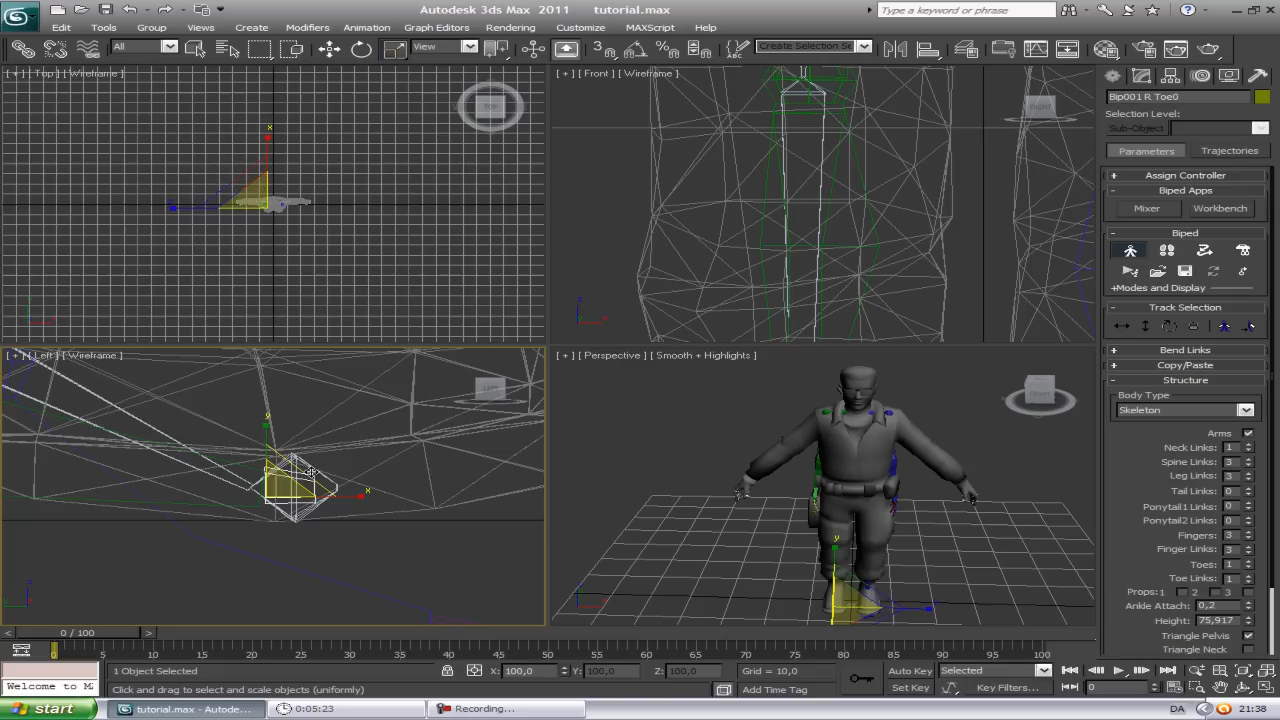 Autodesk 3ds Max 2011 tutorial.max
Type a keyword or phrase
Edit Tools Group Views Create Modifiers Animation Graph Editors Rendering Customize MAXScript Help
All View Create Selection Se
[ + ] [ Top ] [ Wireframe ]
TOP
x
[ + ] [ Front ] [ Wireframe ]
FRONT
[ + ] [ Left ] [ Wireframe ]
LEFT
y
x
[ + ] [ Perspective ] [ Smooth + Highlights ]
FRONT
y
Bip001 R Toe0
Selection Level:
Sub-Object
Parameters Trajectories
+ Assign Controller
- Biped Apps
Mixer Workbench
- Biped
+Modes and Display
- Track Selection
+ Bend Links
+ Copy/Paste
- Structure
Body Type
Skeleton
Arms
Neck Links: 1
Spine Links: 3
Leg Links: 3
Tail Links: 0
Ponytail1 Links: 0
Ponytail2 Links: 0
Fingers: 3
Finger Links: 3
Toes: 1
Toe Links: 1
Props: 1 2 3
Ankle Attach: 0,2
Height: 75,917
Triangle Pelvis
Triangle Neck
< 0 / 100 >
0 5 10 15 20 25 30 35 40 45 50 55 60 65 70 75 80 85 90 95 100
1 Object Selected X: 100,0 Y: 100,0 Z: 100,0 Grid = 10,0 Auto Key Selected
Welcome to MA Click and drag to select and scale objects (uniformly) Add Time Tag Set Key Key Filters... 0
start tutorial.max - Autode... 0:05:23 Recording... DA 21:38